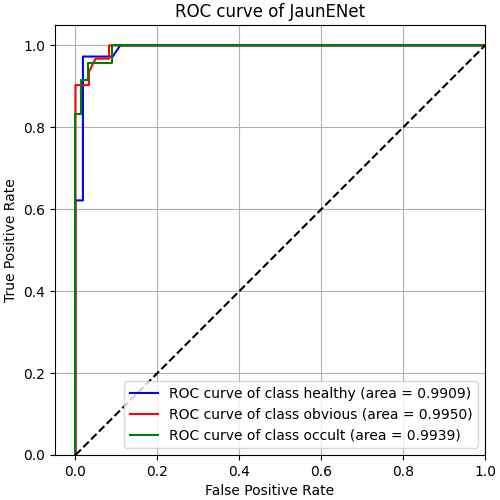 ROC curve of JaunENet
True Positive Rate
1.0
0.8
0.6
0.4
0.2
0.0
ROC curve of class healthy (area = 0.9909)
ROC curve of class obvious (area = 0.9950)
ROC curve of class occult (area = 0.9939)
0.0 0.2 0.4 0.6 0.8 1.0
False Positive Rate